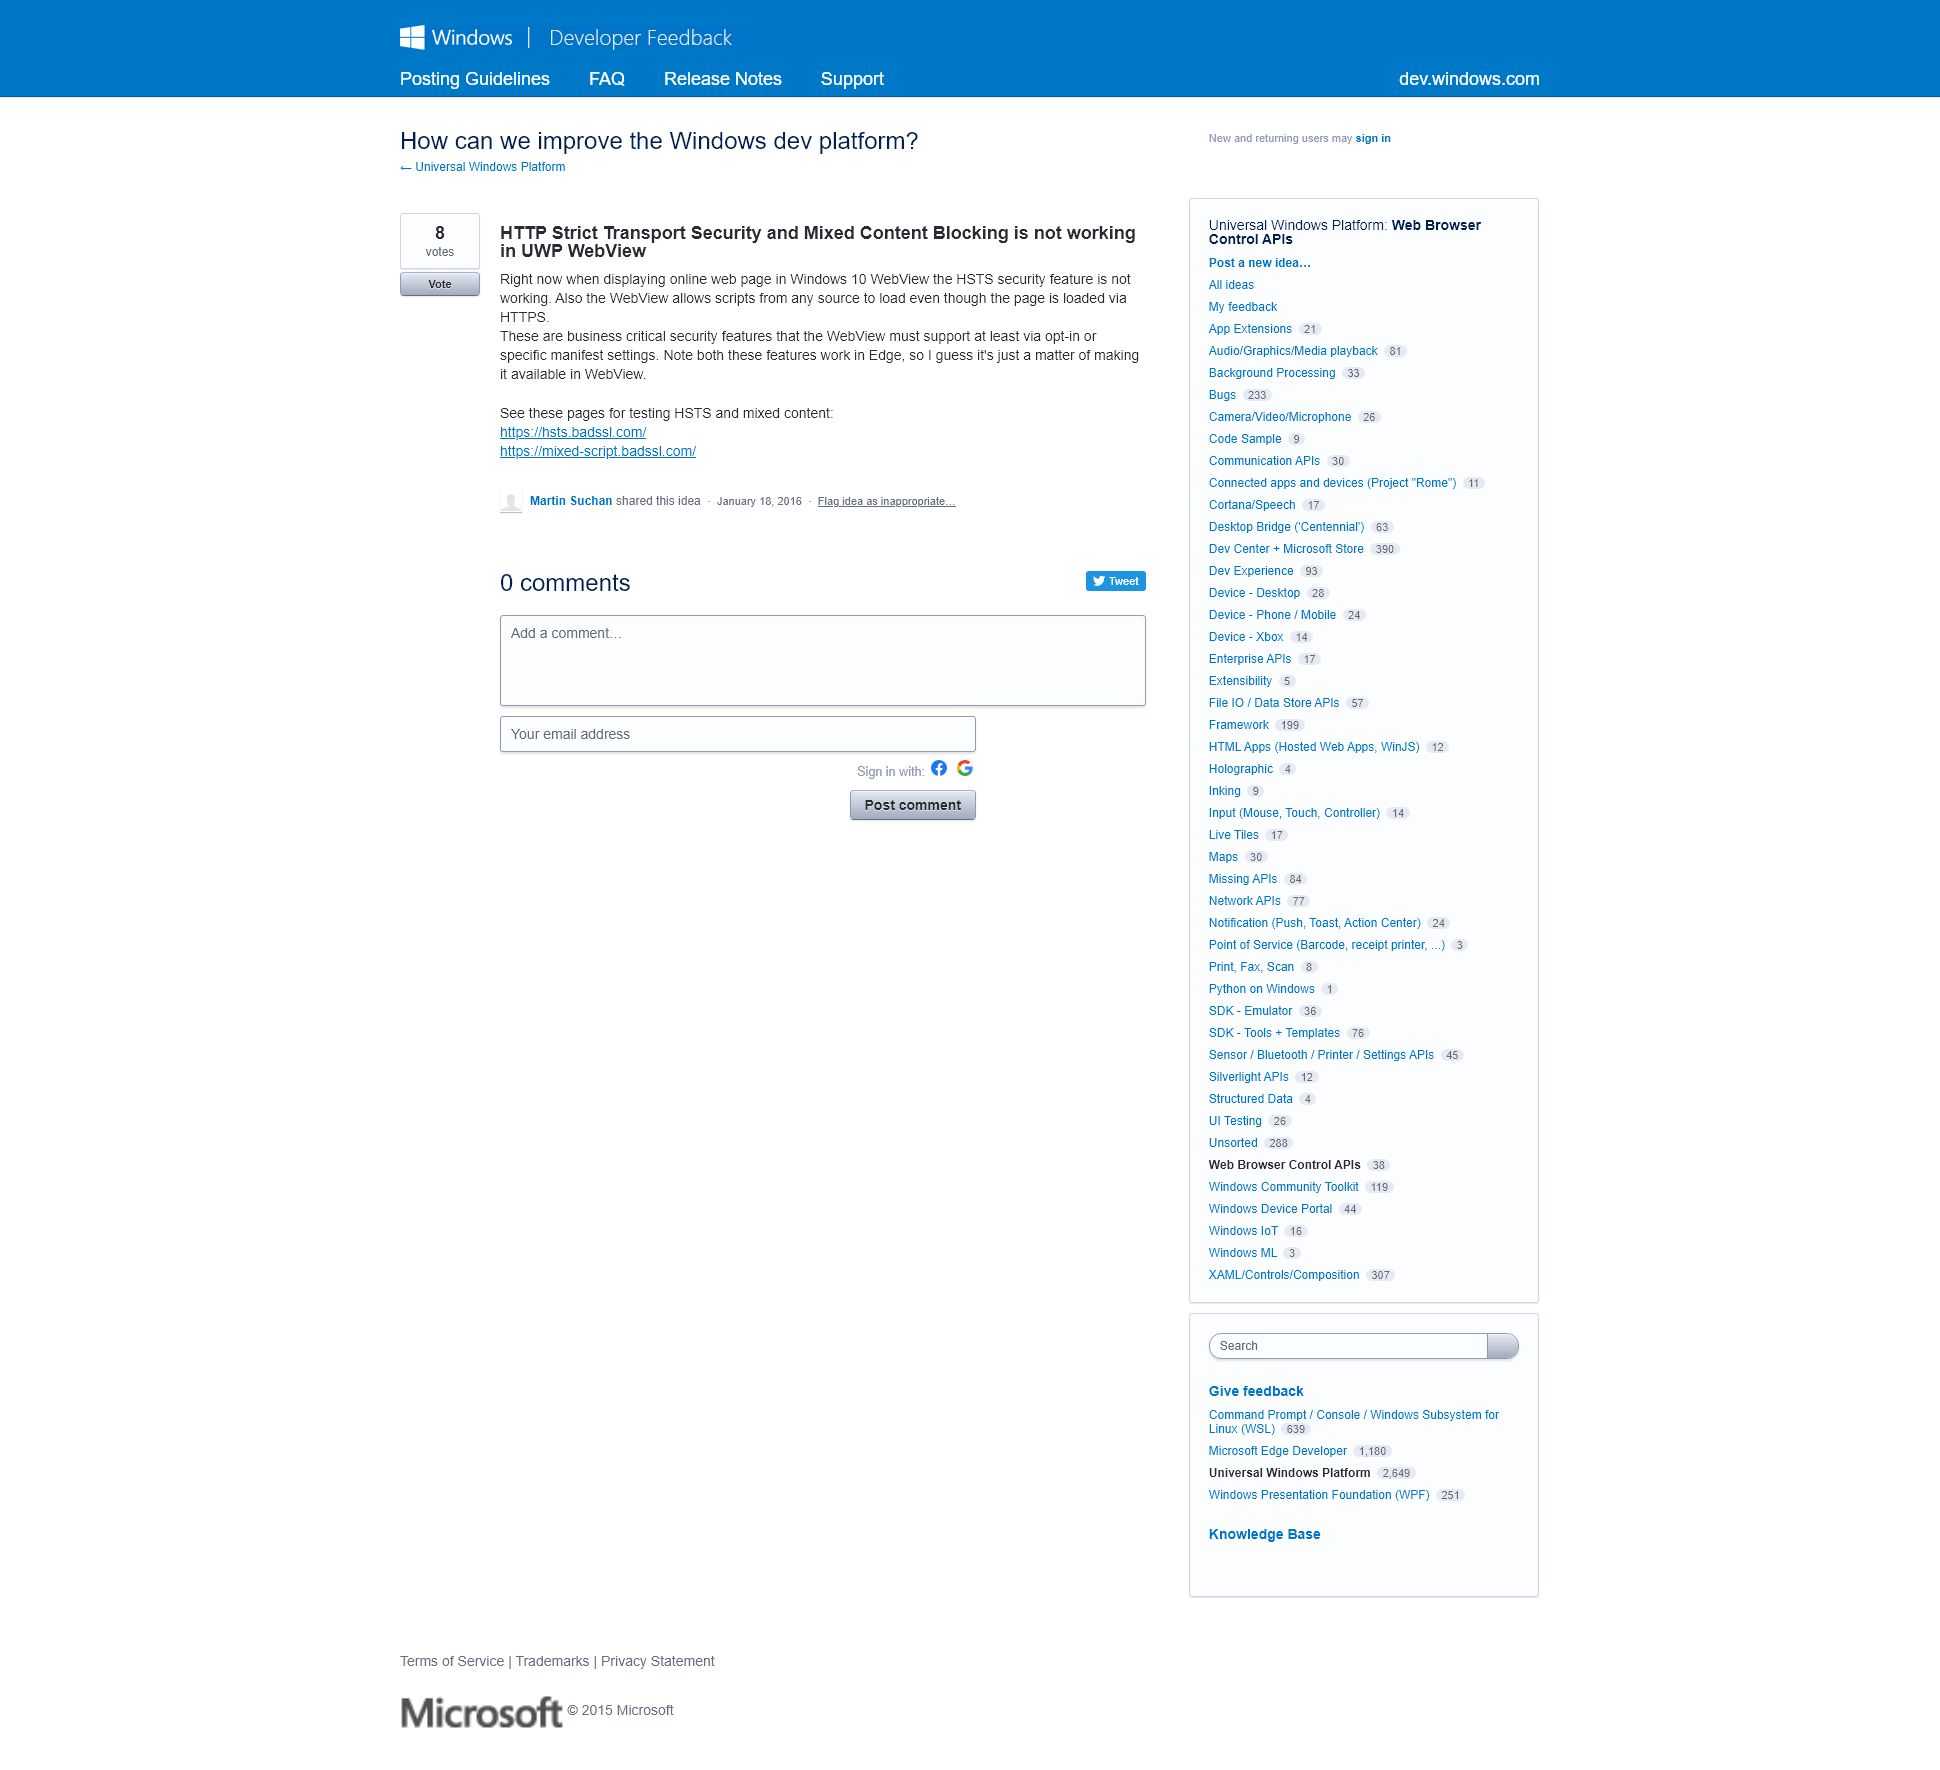 Windows | Developer Feedback
Posting Guidelines FAQ Release Notes Support dev.windows.com
How can we improve the Windows dev platform?
← Universal Windows Platform
New and returning users may sign in
8
votes
Vote
HTTP Strict Transport Security and Mixed Content Blocking is not working
in UWP WebView
Right now when displaying online web page in Windows 10 WebView the HSTS security feature is not
working. Also the WebView allows scripts from any source to load even though the page is loaded via
HTTPS.
These are business critical security features that the WebView must support at least via opt-in or
specific manifest settings. Note both these features work in Edge, so I guess it's just a matter of making
it available in WebView.
See these pages for testing HSTS and mixed content:
https://hsts.badssl.com/
https://mixed-script.badssl.com/
Martin Suchan shared this idea · January 18, 2016 · Flag idea as inappropriate…
0 comments
Tweet
Add a comment…
Your email address
Sign in with:
Post comment
Universal Windows Platform: Web Browser
Control APIs
Post a new idea…
All ideas
My feedback
App Extensions 21
Audio/Graphics/Media playback 81
Background Processing 33
Bugs 233
Camera/Video/Microphone 26
Code Sample 9
Communication APIs 30
Connected apps and devices (Project "Rome") 11
Cortana/Speech 17
Desktop Bridge ('Centennial') 63
Dev Center + Microsoft Store 390
Dev Experience 93
Device - Desktop 28
Device - Phone / Mobile 24
Device - Xbox 14
Enterprise APIs 17
Extensibility 5
File IO / Data Store APIs 57
Framework 199
HTML Apps (Hosted Web Apps, WinJS) 12
Holographic 4
Inking 9
Input (Mouse, Touch, Controller) 14
Live Tiles 17
Maps 30
Missing APIs 84
Network APIs 77
Notification (Push, Toast, Action Center) 24
Point of Service (Barcode, receipt printer, ...) 3
Print, Fax, Scan 8
Python on Windows 1
SDK - Emulator 36
SDK - Tools + Templates 76
Sensor / Bluetooth / Printer / Settings APIs 45
Silverlight APIs 12
Structured Data 4
UI Testing 26
Unsorted 288
Web Browser Control APIs 38
Windows Community Toolkit 119
Windows Device Portal 44
Windows IoT 16
Windows ML 3
XAML/Controls/Composition 307
Search
Give feedback
Command Prompt / Console / Windows Subsystem for
Linux (WSL) 639
Microsoft Edge Developer 1,180
Universal Windows Platform 2,649
Windows Presentation Foundation (WPF) 251
Knowledge Base
Terms of Service | Trademarks | Privacy Statement
Microsoft © 2015 Microsoft